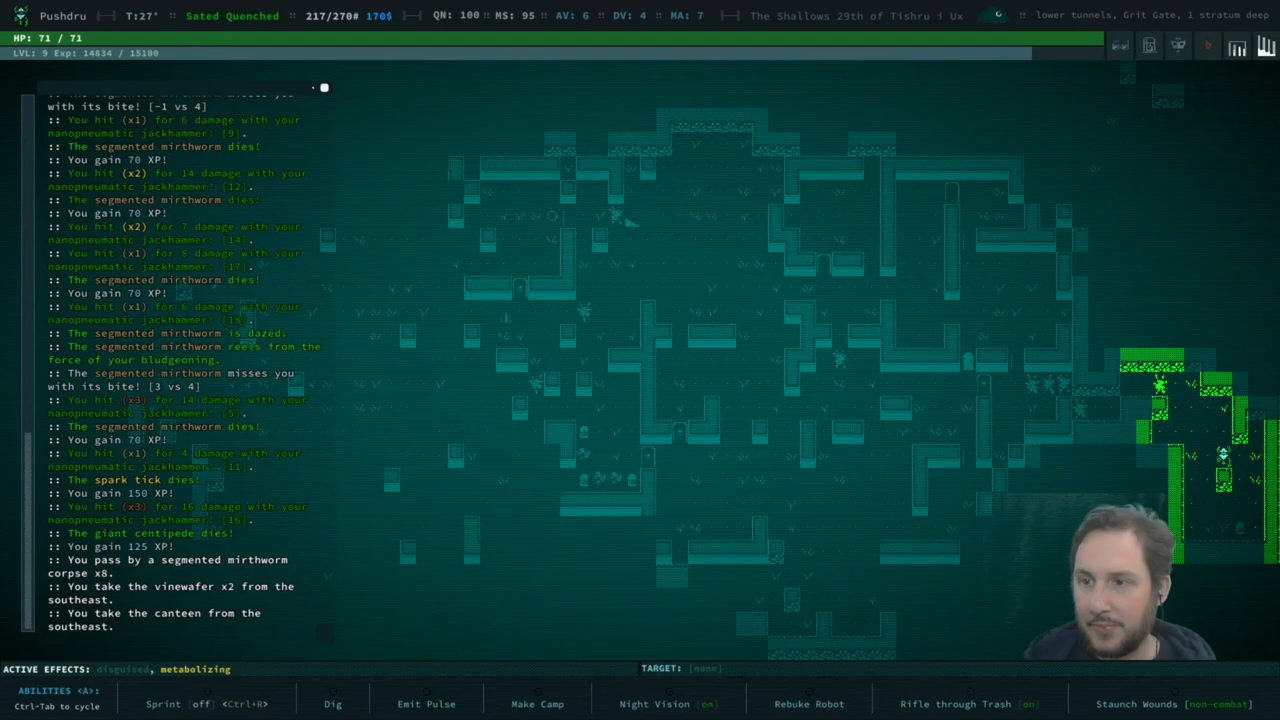 Pushdru T:27° :: Sated Quenched :: 217/270# 170$ QN: 100 :: MS: 95 :: AV: 6 :: DV: 4 :: MA: 7 The Shallows 29th of Tishru i Ux :: lower tunnels, Grit Gate, 1 stratum deep
HP: 71 / 71
LVL: 9 Exp: 14834 / 15100
with its bite! [-1 vs 4]
:: You hit (x1) for 6 damage with your
nanopneumatic jackhammer! [9].
:: The segmented mirthworm dies!
:: You gain 70 XP!
:: You hit (x2) for 14 damage with your
nanopneumatic jackhammer! [12].
:: The segmented mirthworm dies!
:: You gain 70 XP!
:: You hit (x2) for 7 damage with your
nanopneumatic jackhammer! [14].
:: You hit (x1) for 8 damage with your
nanopneumatic jackhammer! [17].
:: The segmented mirthworm dies!
:: You gain 70 XP!
:: You hit (x1) for 6 damage with your
nanopneumatic jackhammer! [18].
:: The segmented mirthworm is dazed.
:: The segmented mirthworm reels from the
force of your bludgeoning.
:: The segmented mirthworm misses you
with its bite! [3 vs 4]
:: You hit (x3) for 14 damage with your
nanopneumatic jackhammer! [5].
:: The segmented mirthworm dies!
:: You gain 70 XP!
:: You hit (x1) for 4 damage with your
nanopneumatic jackhammer! [11].
:: The spark tick dies!
:: You gain 150 XP!
:: You hit (x3) for 16 damage with your
nanopneumatic jackhammer! [16].
:: The giant centipede dies!
:: You gain 125 XP!
:: You pass by a segmented mirthworm
corpse x8.
:: You take the vinewafer x2 from the
southeast.
:: You take the canteen from the
southeast.
ACTIVE EFFECTS: disguised, metabolizing TARGET: [none]
ABILITIES <A>:
Ctrl-Tab to cycle
Sprint [off] <Ctrl+R> Dig Emit Pulse Make Camp Night Vision [on] Rebuke Robot Rifle through Trash [on] Staunch Wounds [non-combat]